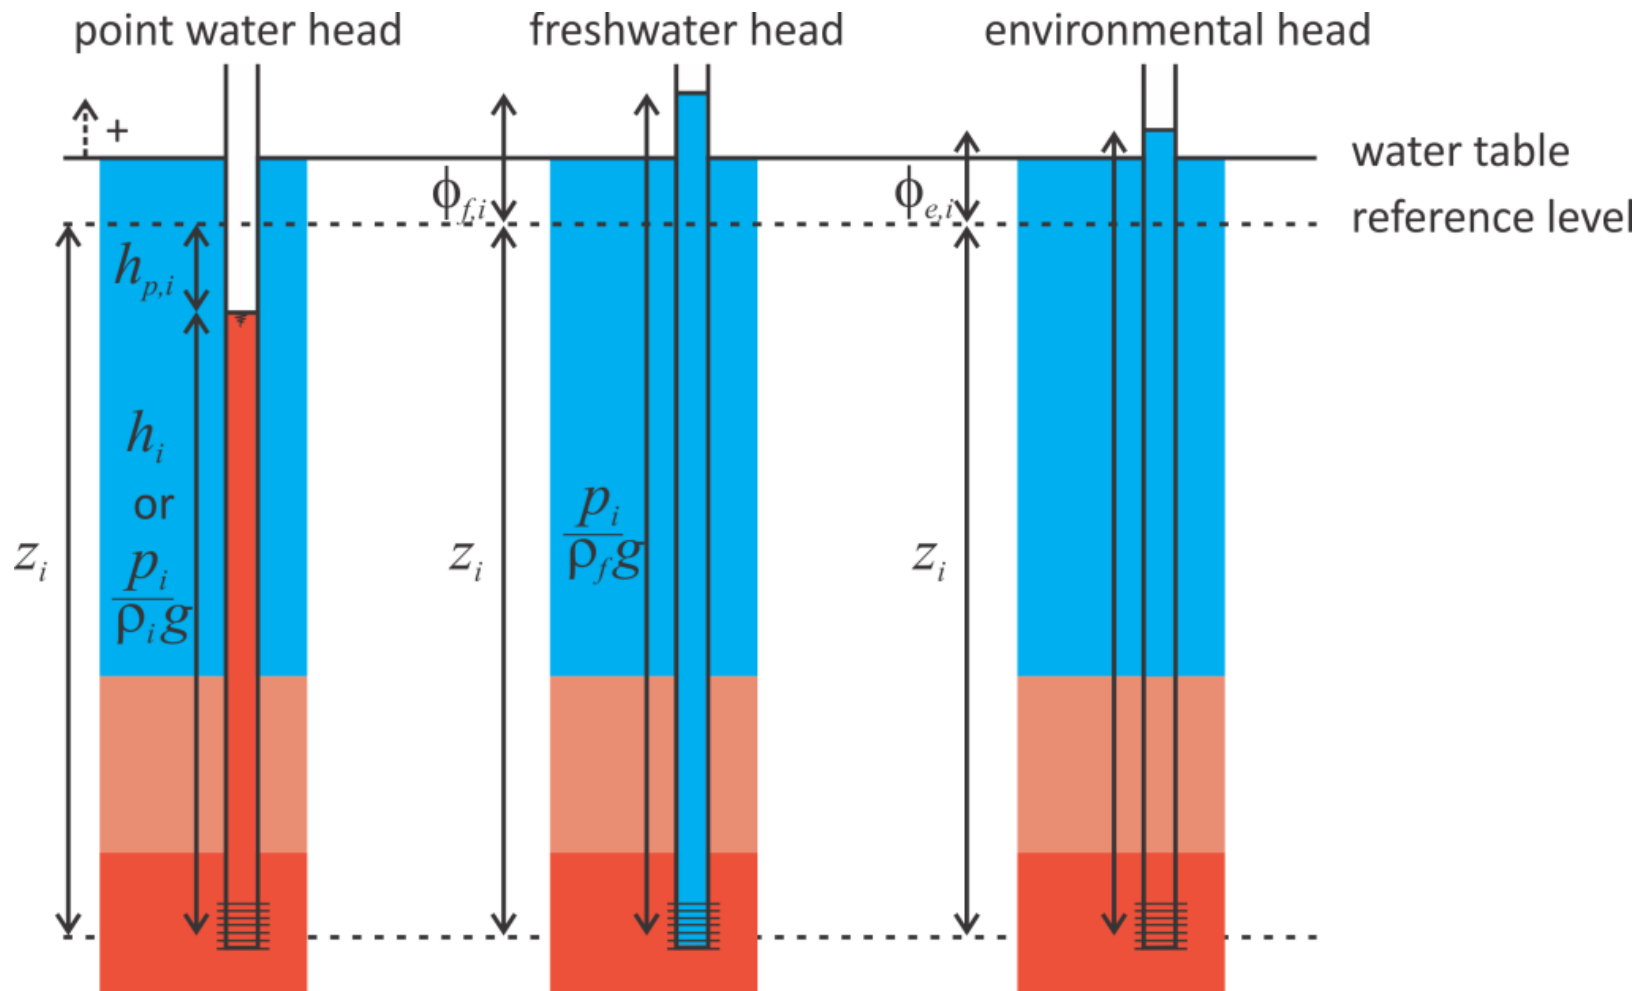 point water head
freshwater head
environmental head
+
water table
reference level
ϕf,i
ϕe,i
hp,i
hi
or
pi
ρig
zi
zi
pi
ρfg
zi